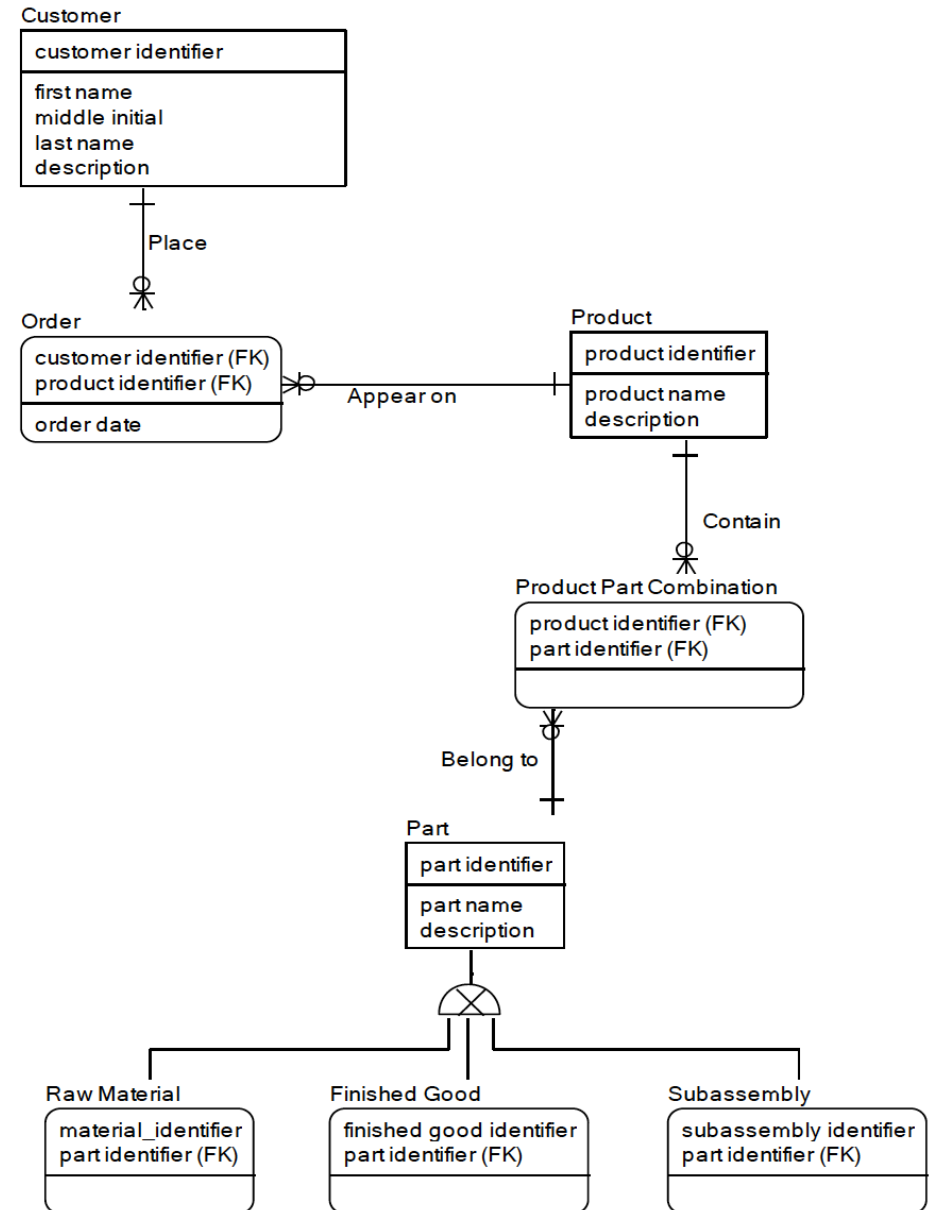 Customer
customer identifier
first name
middle initial
last name
description
Place
Order
customer identifier (FK)
product identifier (FK)
order date
Appear on
Product
product identifier
product name
description
Contain
Product Part Combination
product identifier (FK)
part identifier (FK)
Belong to
Part
part identifier
part name
description
Raw Material
material_identifier
part identifier (FK)
Finished Good
finished good identifier
part identifier (FK)
Subassembly
subassembly identifier
part identifier (FK)